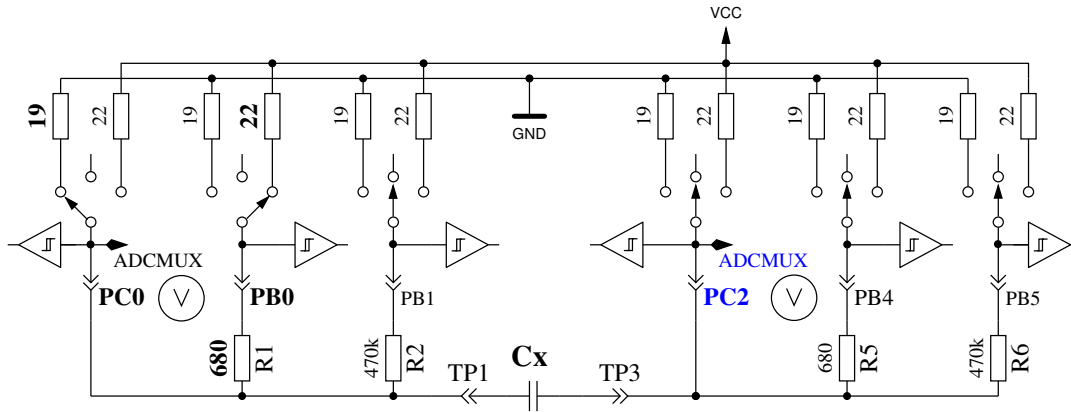 VCC
19 22 19 22 19 22 GND 19 22 19 22 19 22
ADCMUX ADCMUX
PC0 V PB0 PB1 PC2 V PB4 PB5
680 R1 470k R2 Cx 680 R5 470k R6
TP1 TP3